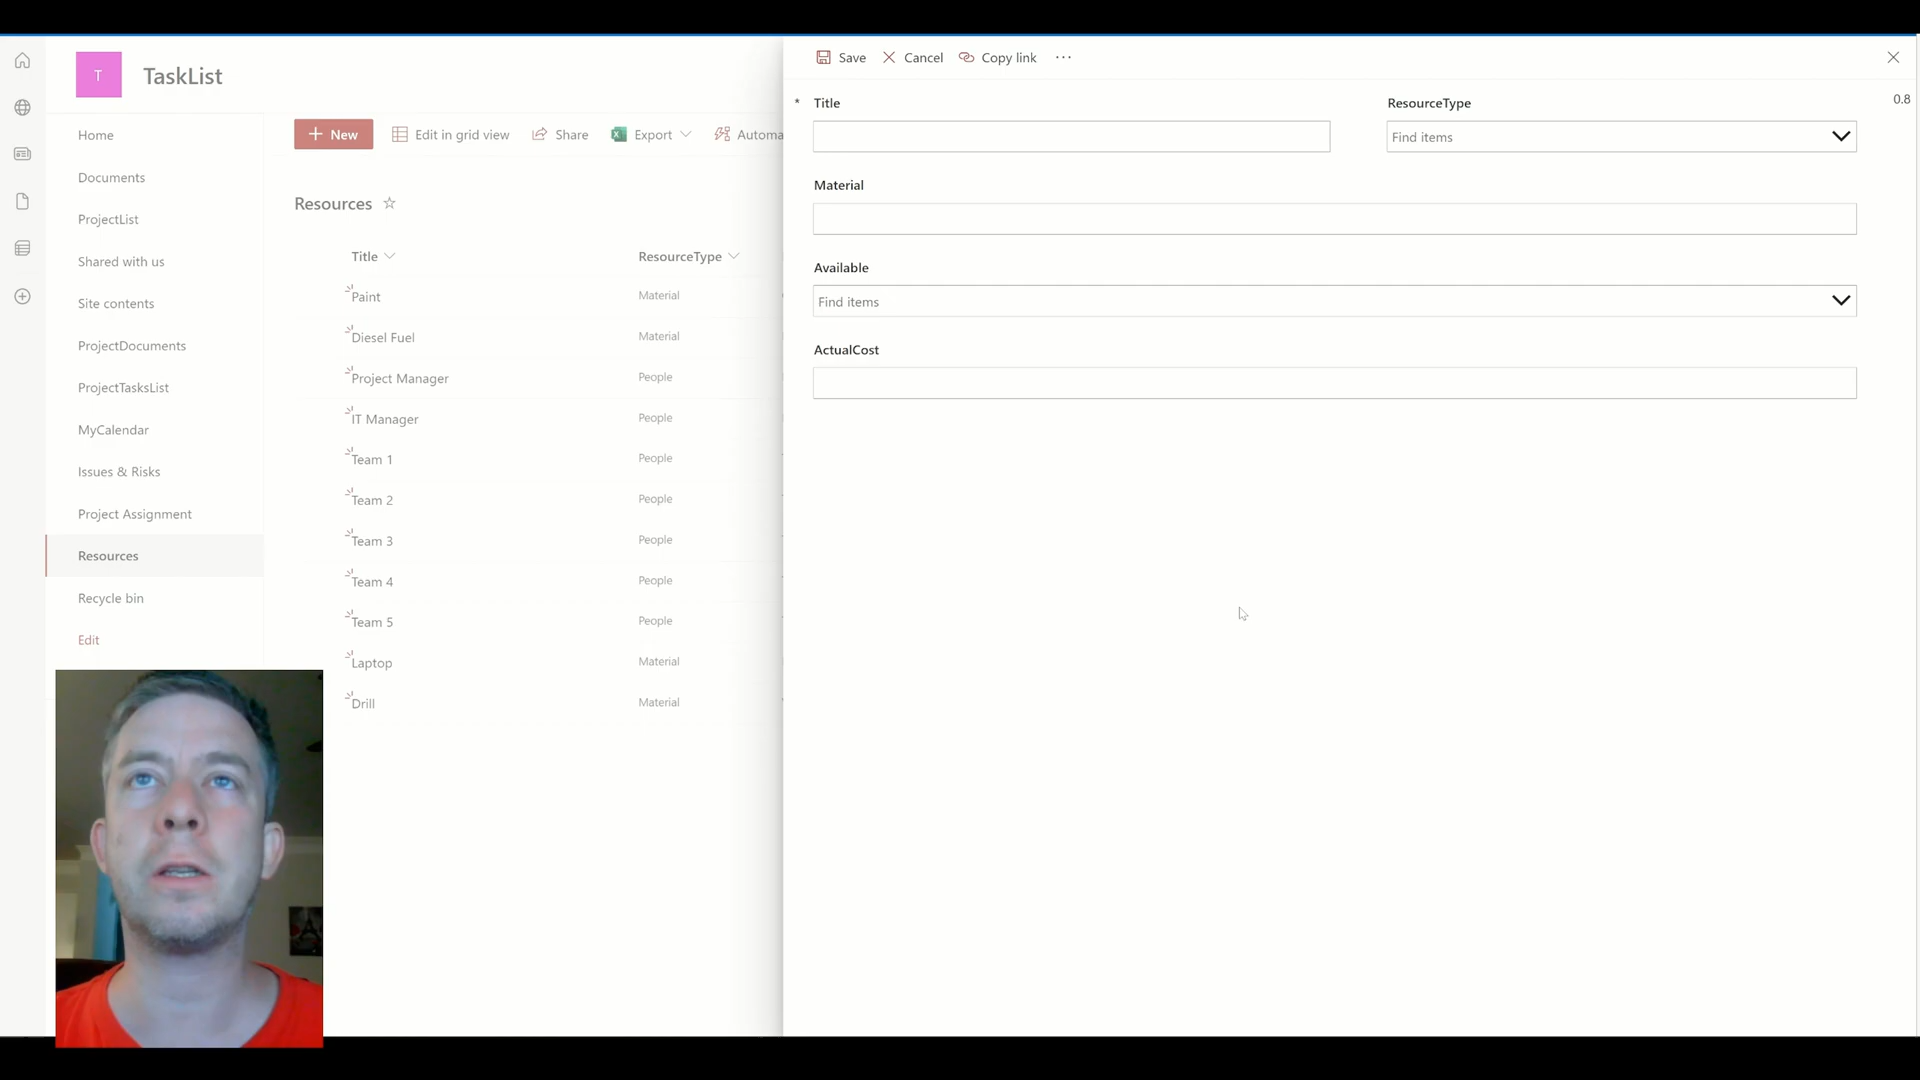 T
TaskList
Home
Documents
ProjectList
Shared with us
Site contents
ProjectDocuments
ProjectTasksList
MyCalendar
Issues & Risks
Project Assignment
Resources
Recycle bin
Edit
New
Edit in grid view
Share
Export
Automa
Resources
Title
ResourceType
Paint
Material
Diesel Fuel
Material
Project Manager
People
IT Manager
People
Team 1
People
Team 2
People
Team 3
People
Team 4
People
Team 5
People
Laptop
Material
Drill
Material
Save
Cancel
Copy link
* Title
ResourceType
0.8
Find items
Material
Available
Find items
ActualCost